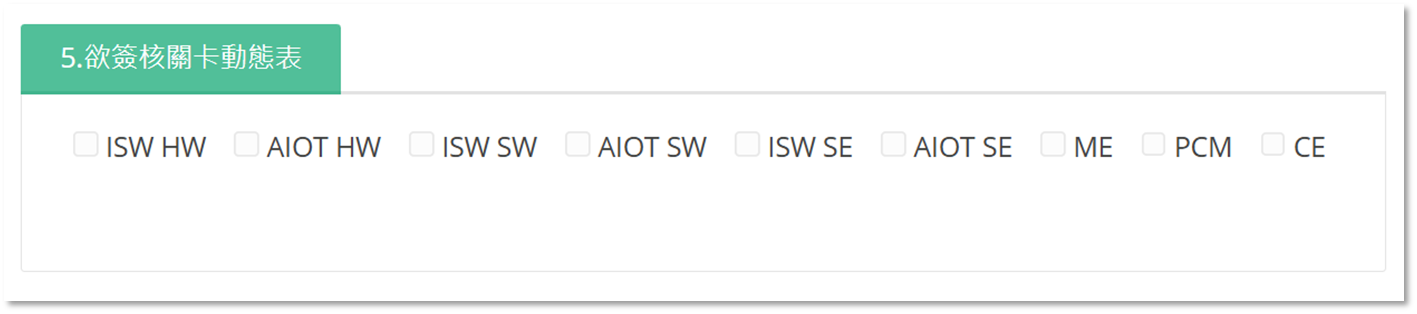 5.欲簽核關卡動態表
ISW HW AIOT HW ISW SW AIOT SW ISW SE AIOT SE ME PCM CE